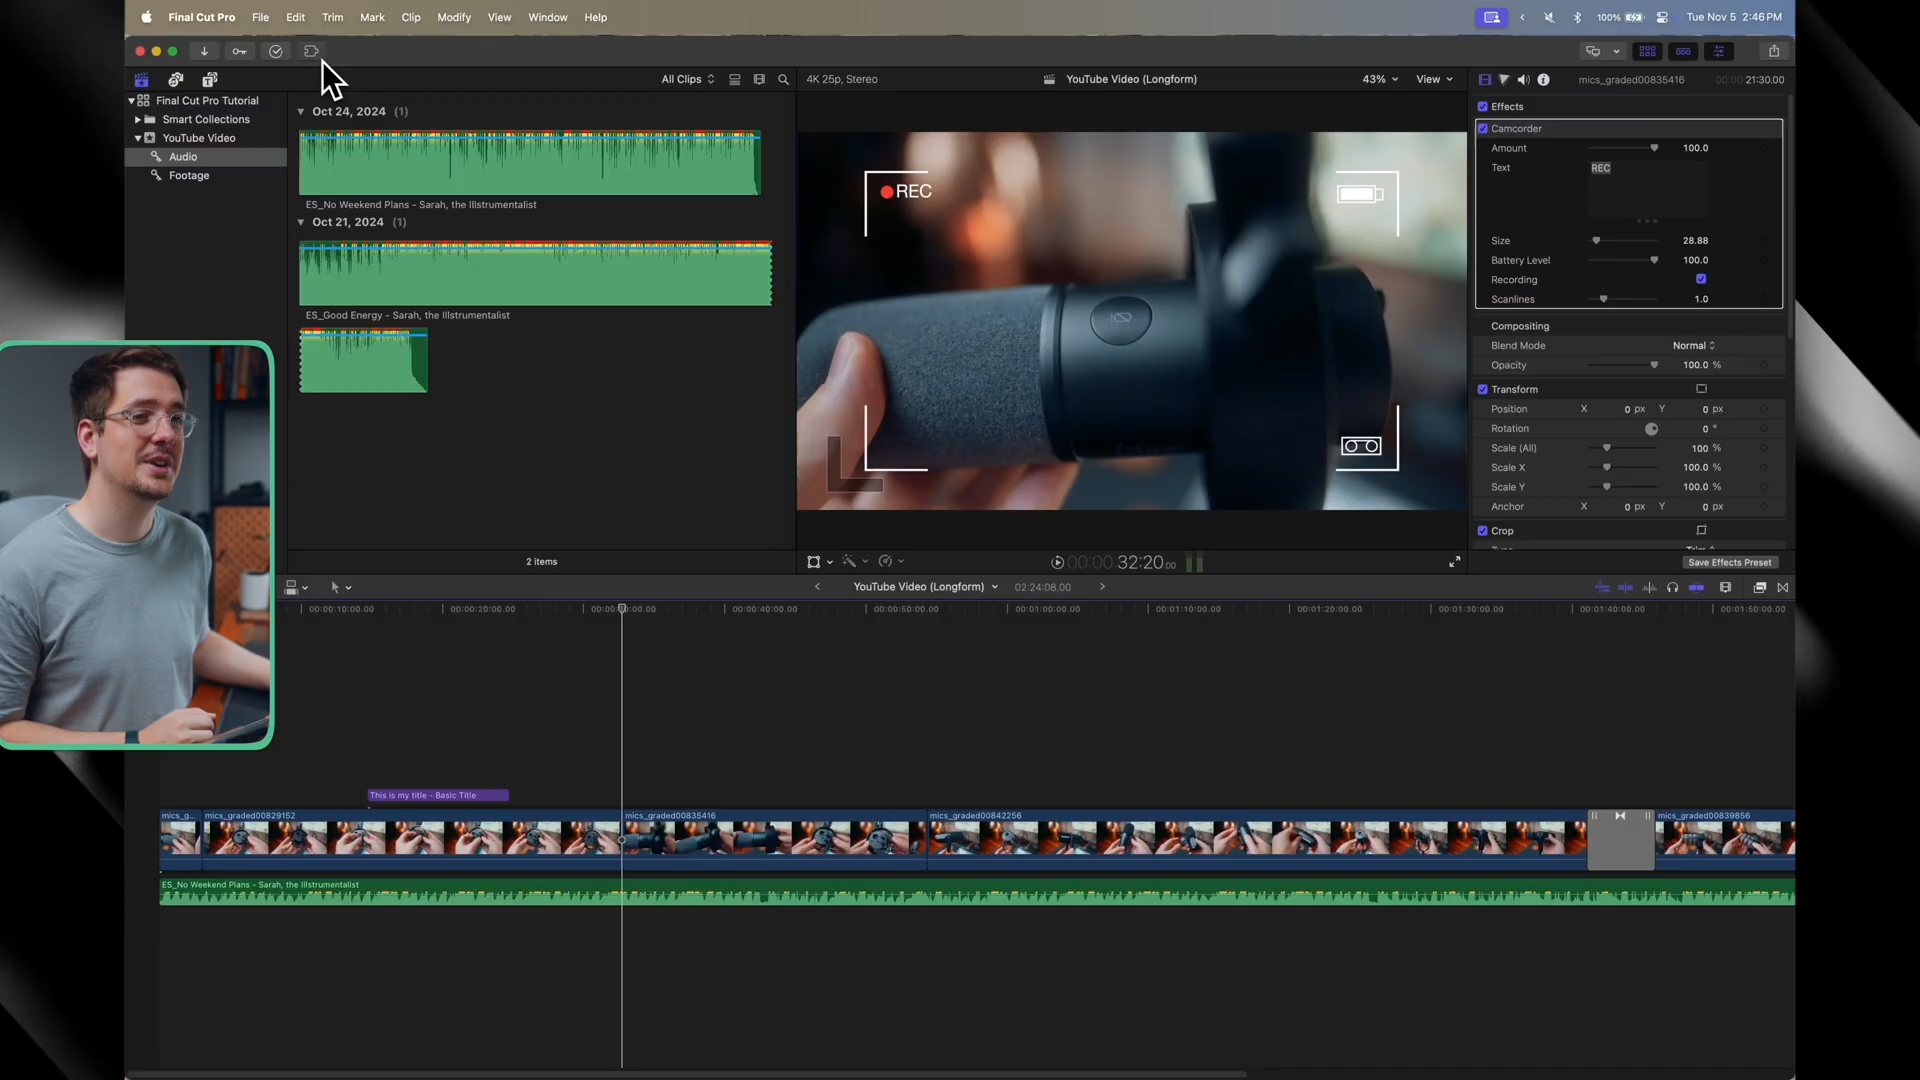 Final Cut Pro File Edit Trim Mark Clip Modify View Window Help 100% Tue Nov 5 2:46 PM
All Clips 4K 25p, Stereo YouTube Video (Longform) 43% View mics_graded00835416 00:00:21:30.00
Final Cut Pro Tutorial
Smart Collections
YouTube Video
Audio
Footage
Oct 24, 2024 (1)
ES_No Weekend Plans - Sarah, the Illstrumentalist
Oct 21, 2024 (1)
ES_Good Energy - Sarah, the Illstrumentalist
2 items
REC
00:00:32:20.00
Effects
Camcorder
Amount 100.0
Text REC
Size 28.88
Battery Level 100.0
Recording
Scanlines 1.0
Compositing
Blend Mode Normal
Opacity 100.0 %
Transform
Position X 0 px Y 0 px
Rotation 0 °
Scale (All) 100 %
Scale X 100.0 %
Scale Y 100.0 %
Anchor X 0 px Y 0 px
Crop
Save Effects Preset
YouTube Video (Longform) 02:24:08.00
00:00:10:00.00 00:00:20:00.00 00:00:40:00.00 00:00:50:00.00 00:01:00:00.00 00:01:10:00.00 00:01:20:00.00 00:01:30:00.00 00:01:40:00.00 00:01:50:00.00
This is my title - Basic Title
mics_g... mics_graded00829152 mics_graded00835416 mics_graded00842256 mics_graded00839856
ES_No Weekend Plans - Sarah, the Illstrumentalist